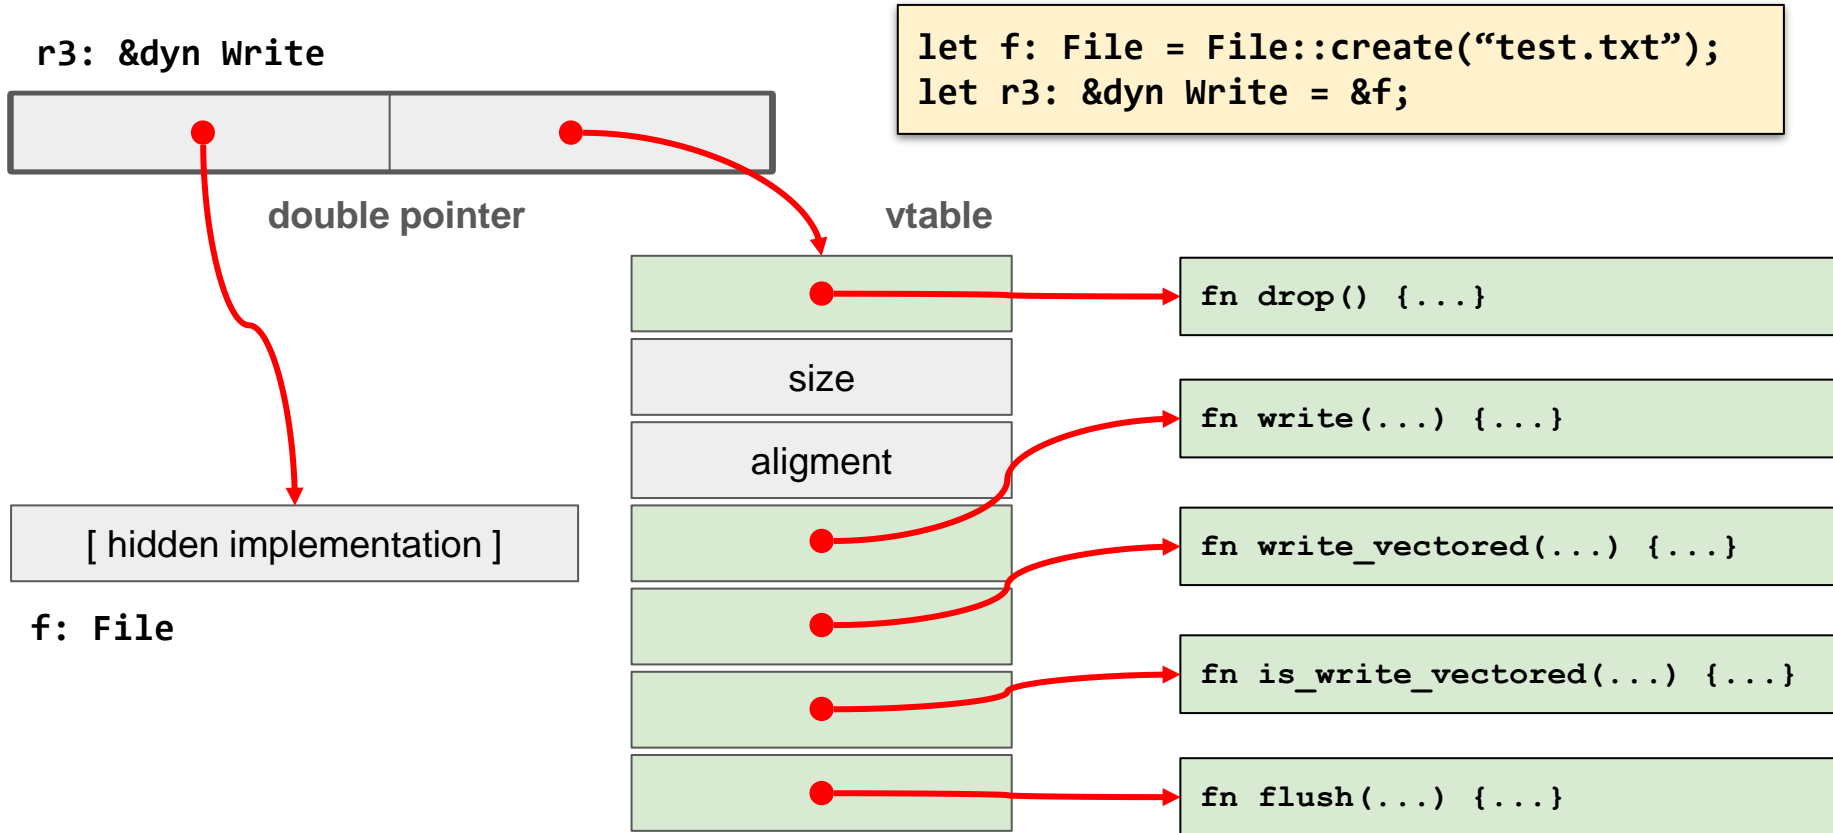 r3: &dyn Write
let f: File = File::create(“test.txt”);
let r3: &dyn Write = &f;
double pointer
vtable
fn drop() {...}
size
fn write(...) {...}
aligment
[ hidden implementation ]
fn write_vectored(...) {...}
f: File
fn is_write_vectored(...) {...}
fn flush(...) {...}